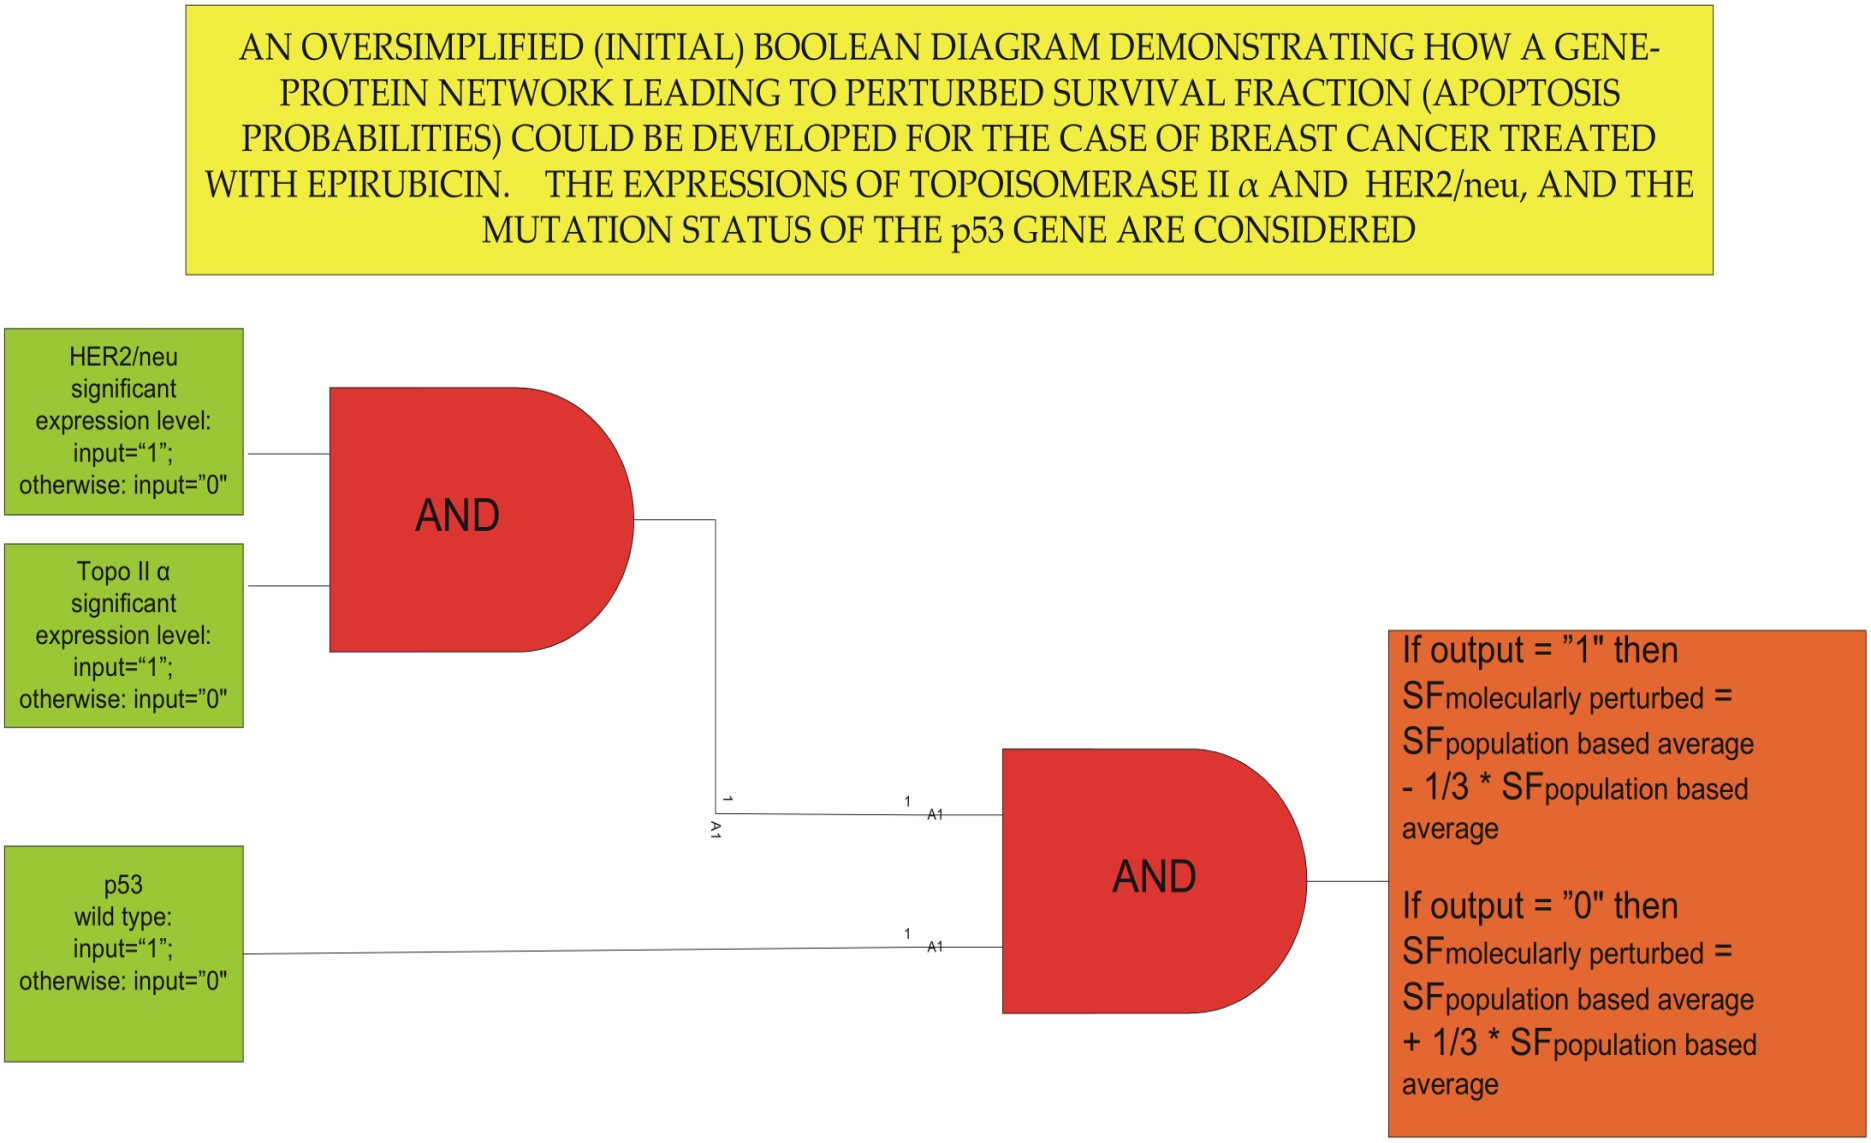 AN OVERSIMPLIFIED (INITIAL) BOOLEAN DIAGRAM DEMONSTRATING HOW A GENE-
PROTEIN NETWORK LEADING TO PERTURBED SURVIVAL FRACTION (APOPTOSIS
PROBABILITIES) COULD BE DEVELOPED FOR THE CASE OF BREAST CANCER TREATED
WITH EPIRUBICIN. THE EXPRESSIONS OF TOPOISOMERASE II α AND HER2/neu, AND THE
MUTATION STATUS OF THE p53 GENE ARE CONSIDERED
HER2/neu
significant
expression level:
input=“1”;
otherwise: input=”0"
AND
Topo II α
significant
expression level:
input=“1”;
otherwise: input=”0"
1
A1
1
A1
p53
wild type:
input=“1”;
otherwise: input=”0"
1
A1
AND
If output = ”1" then
SFmolecularly perturbed =
SFpopulation based average
- 1/3 * SFpopulation based
average
If output = ”0" then
SFmolecularly perturbed =
SFpopulation based average
+ 1/3 * SFpopulation based
average